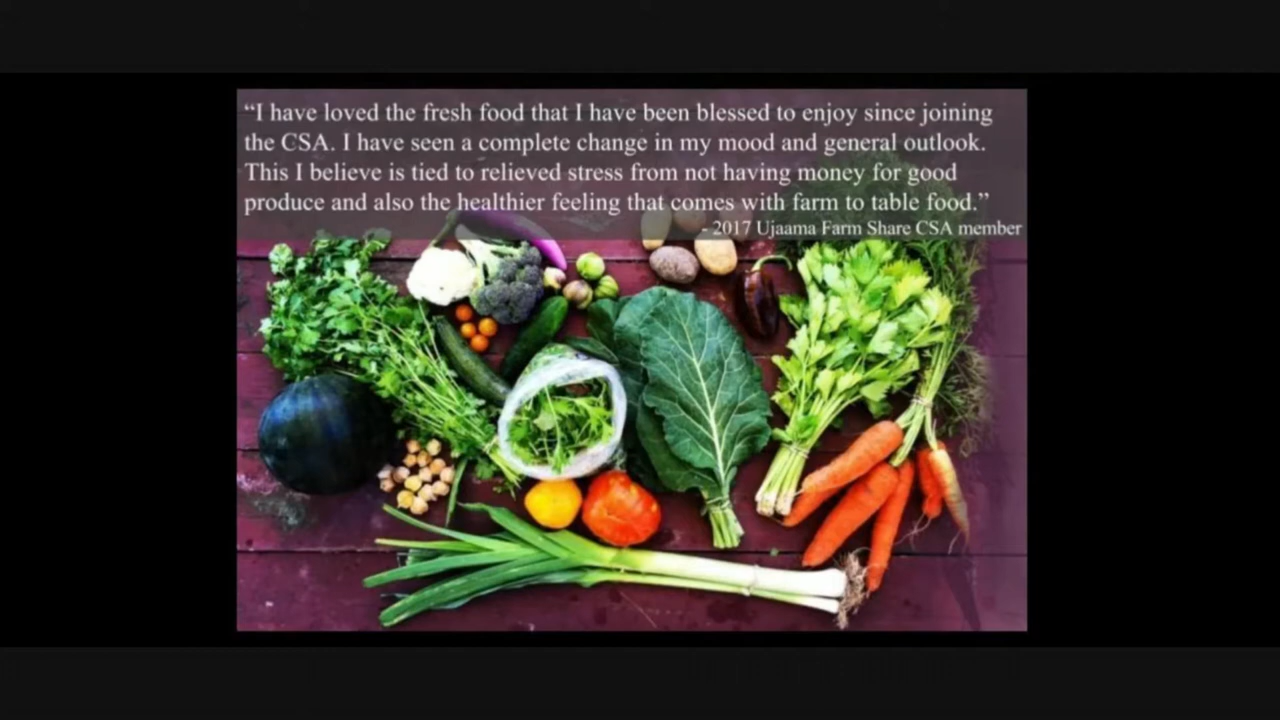 “I have loved the fresh food that I have been blessed to enjoy since joining
the CSA. I have seen a complete change in my mood and general outlook.
This I believe is tied to relieved stress from not having money for good
produce and also the healthier feeling that comes with farm to table food.”
- 2017 Ujaama Farm Share CSA member